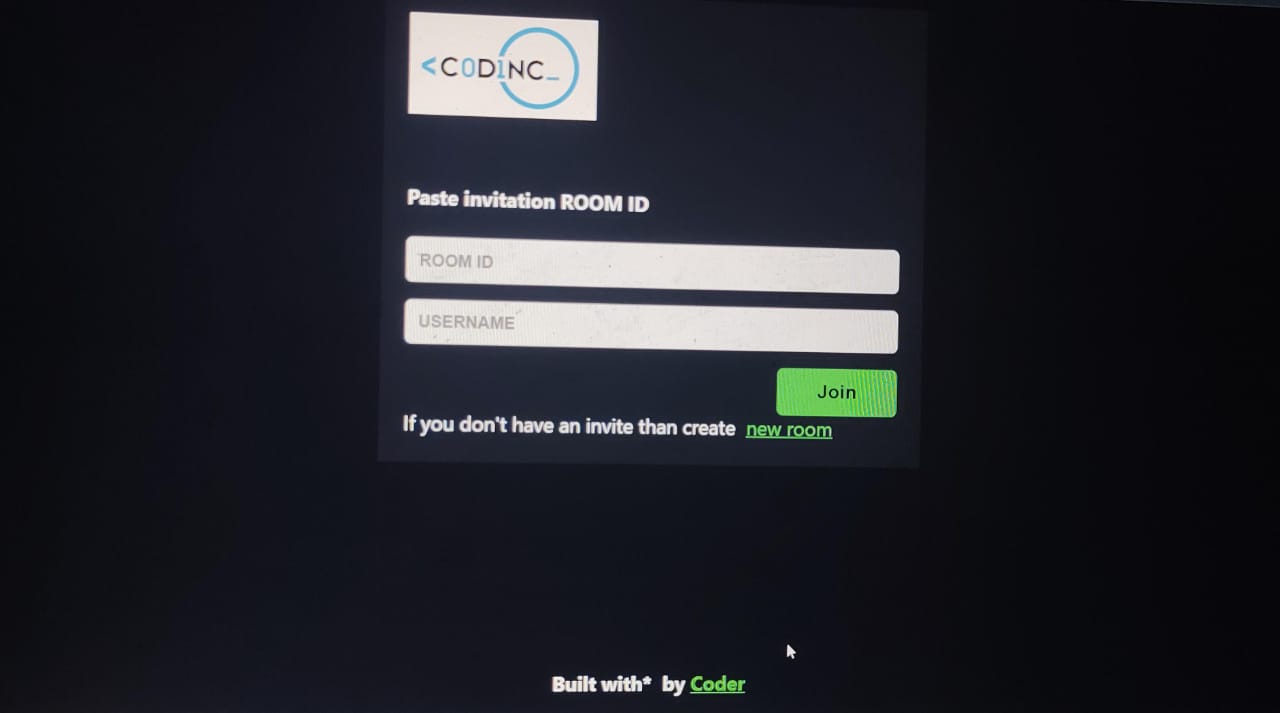 <C0D1NC_
Paste invitation ROOM ID
ROOM ID
USERNAME
Join
If you don't have an invite than create new room
Built with* by Coder